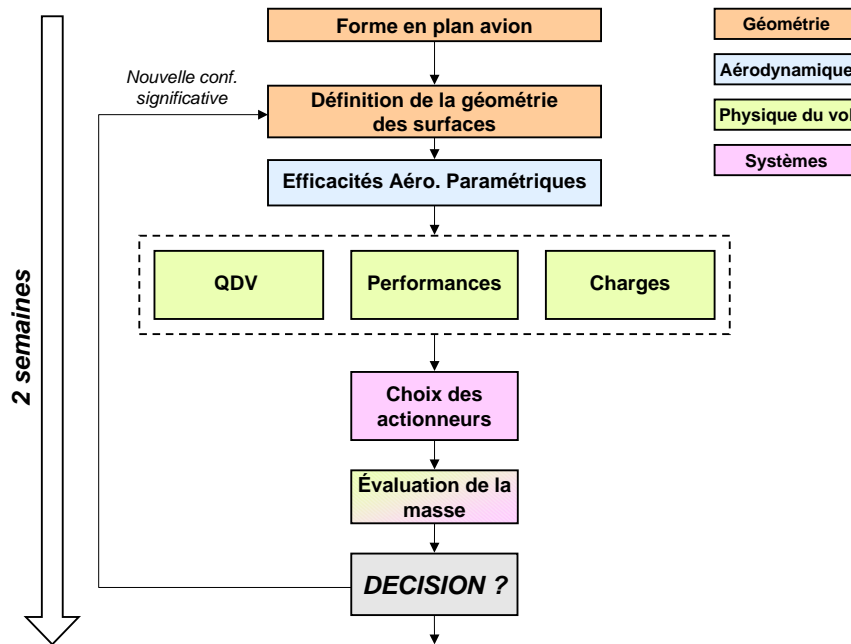 Forme en plan avion
Nouvelle conf.
significative
Définition de la géométrie
des surfaces
Efficacités Aéro. Paramétriques
QDV
Performances
Charges
Choix des
actionneurs
Évaluation de la
masse
DECISION ?
2 semaines
Géométrie
Aérodynamique
Physique du vol
Systèmes